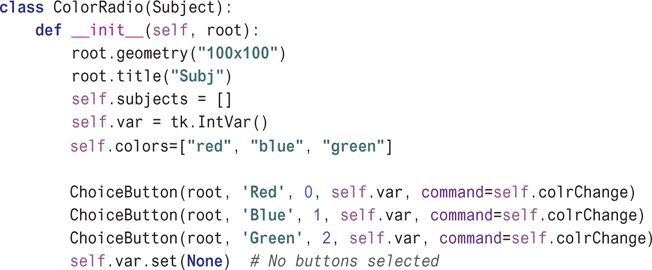 class ColorRadio(Subject):
    def __init__(self, root):
        root.geometry("100x100")
        root.title("Subj")
        self.subjects = []
        self.var = tk.IntVar()
        self.colors=["red", "blue", "green"]

        ChoiceButton(root, 'Red', 0, self.var, command=self.colrChange)
        ChoiceButton(root, 'Blue', 1, self.var, command=self.colrChange)
        ChoiceButton(root, 'Green', 2, self.var, command=self.colrChange)
        self.var.set(None)  # No buttons selected